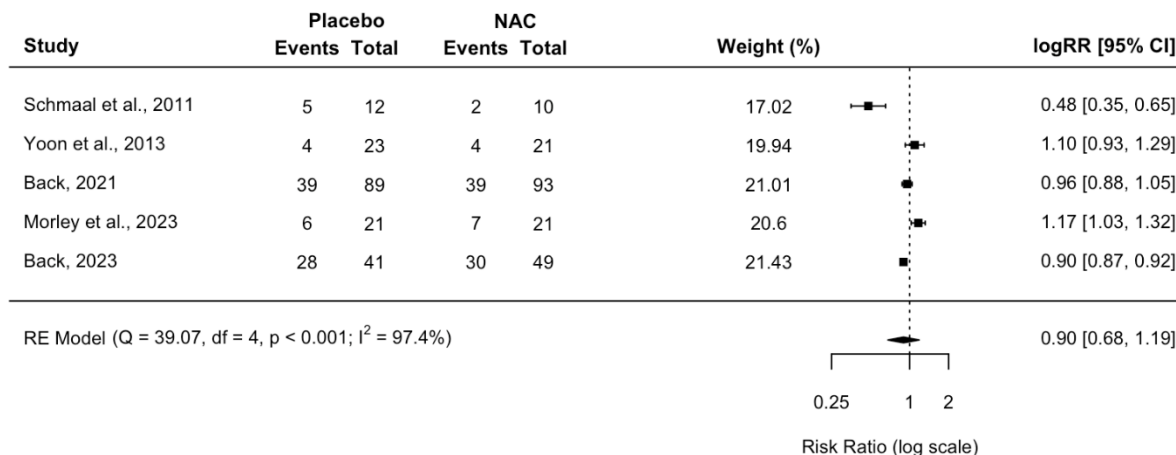 Placebo NAC
Study Events Total Events Total Weight (%) logRR [95% CI]
Schmaal et al., 2011 5 12 2 10 17.02 0.48 [0.35, 0.65]
Yoon et al., 2013 4 23 4 21 19.94 1.10 [0.93, 1.29]
Back, 2021 39 89 39 93 21.01 0.96 [0.88, 1.05]
Morley et al., 2023 6 21 7 21 20.6 1.17 [1.03, 1.32]
Back, 2023 28 41 30 49 21.43 0.90 [0.87, 0.92]
RE Model (Q = 39.07, df = 4, p < 0.001; I² = 97.4%) 0.90 [0.68, 1.19]
0.25 1 2
Risk Ratio (log scale)